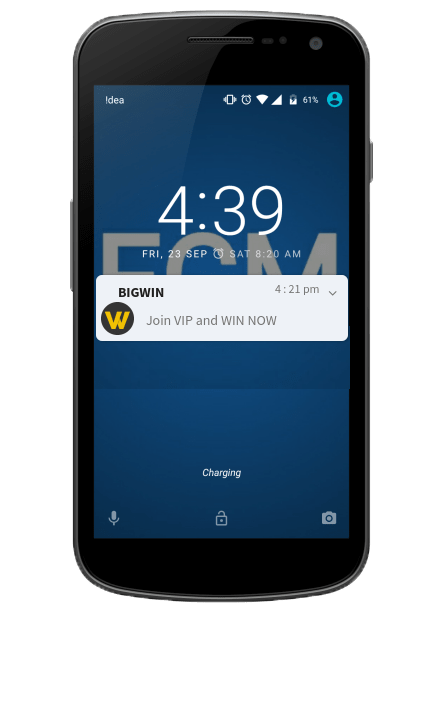 !dea
61%
4:39
FRI, 23 SEP SAT 8:20 AM
FCM
BIGWIN
4 : 21 pm
W
Join VIP and WIN NOW
Charging